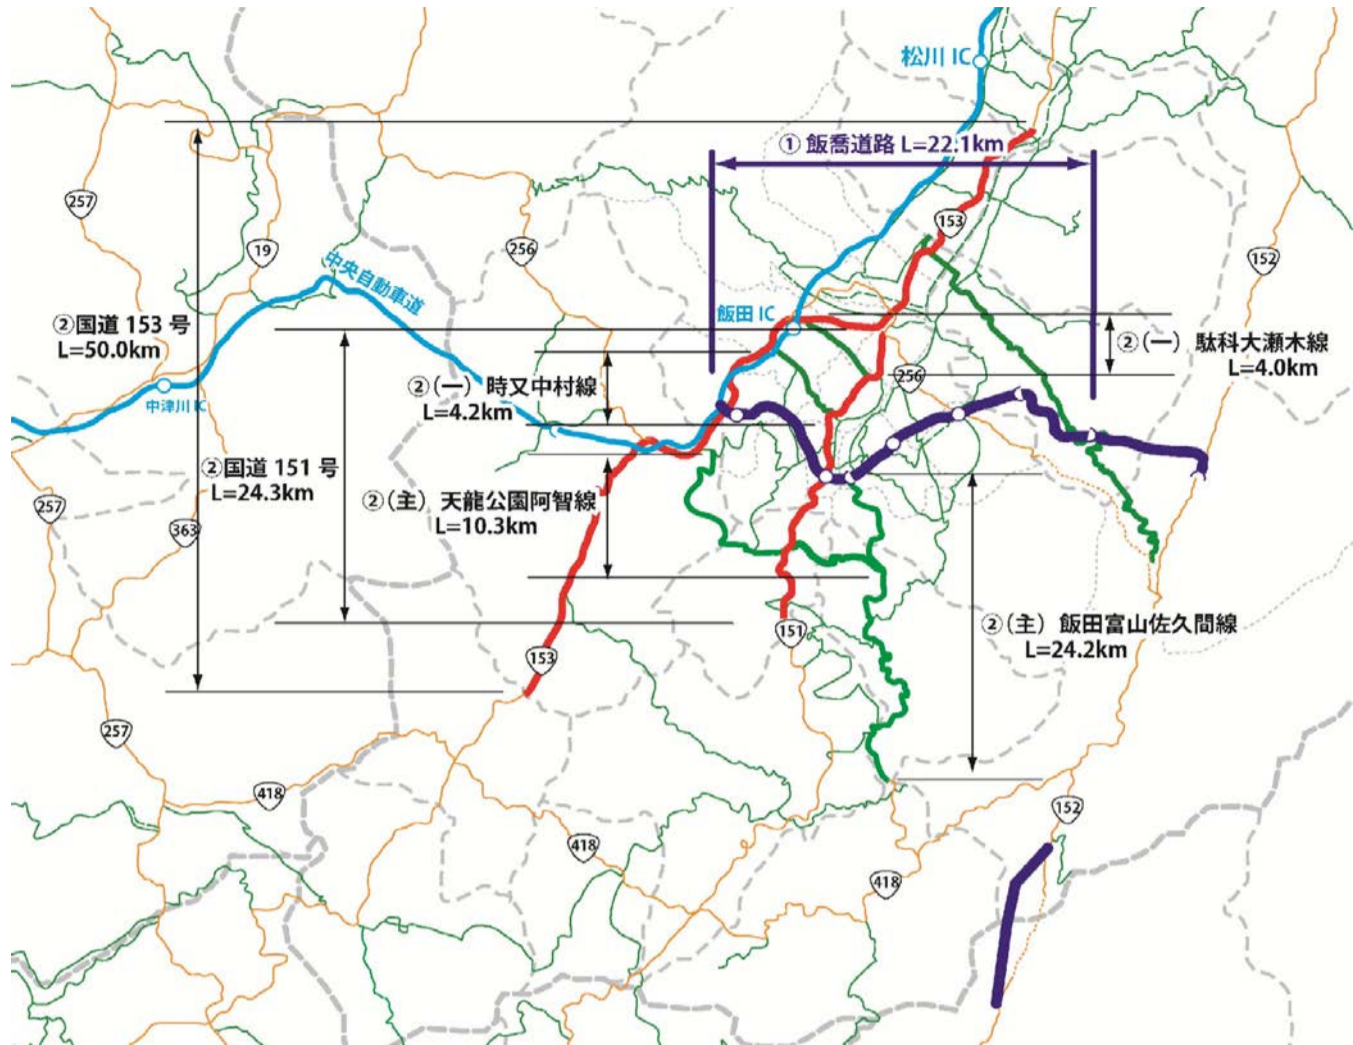 松川 IC
① 飯喬道路 L=22.1km
257
153
19
256
152
中央自動車道
飯田 IC
②国道 153 号
L=50.0km
②(一) 駄科大瀬木線
L=4.0km
中津川 IC
②(一) 時又中村線
L=4.2km
256
②国道 151 号
L=24.3km
②(主) 天龍公園阿智線
L=10.3km
257
363
②(主) 飯田富山佐久間線
L=24.2km
151
153
257
418
152
418
418